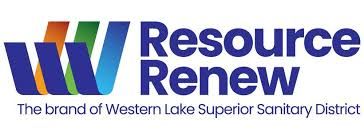 Resource
Renew
The brand of Western Lake Superior Sanitary District